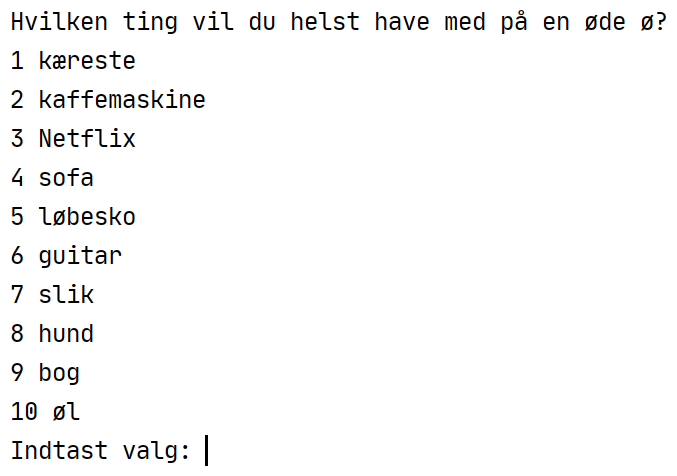 Hvilken ting vil du helst have med på en øde ø?
1 kæreste
2 kaffemaskine
3 Netflix
4 sofa
5 løbesko
6 guitar
7 slik
8 hund
9 bog
10 øl
Indtast valg: